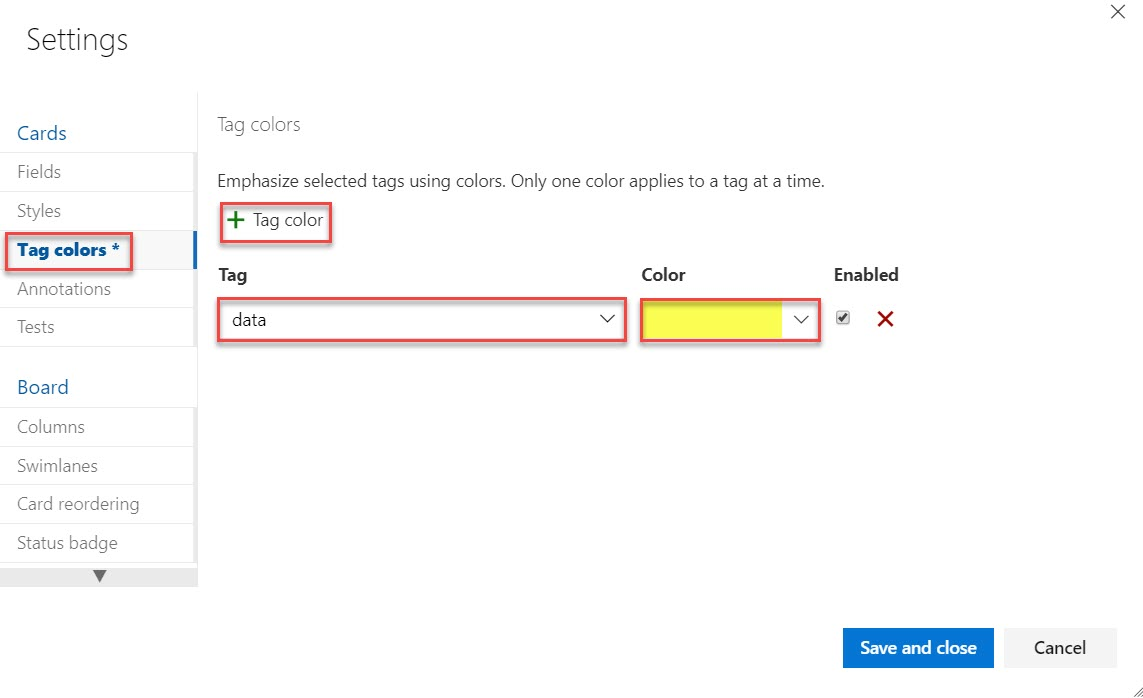 Settings
Cards
Fields
Styles
Tag colors *
Annotations
Tests
Board
Columns
Swimlanes
Card reordering
Status badge
Tag colors
Emphasize selected tags using colors. Only one color applies to a tag at a time.
+ Tag color
Tag Color Enabled
data
Save and close Cancel